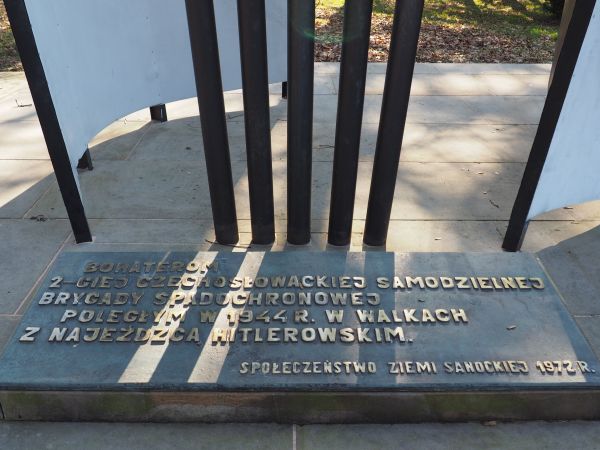 BOHATEROM
2-GIEJ CZECHOSŁOWACKIEJ SAMODZIELNEJ
BRYGADY SPADOCHRONOWEJ
POLEGŁYM W 1944 R. W WALKACH
Z NAJEŹDŹCĄ HITLEROWSKIM.
SPOŁECZEŃSTWO ZIEMI SANOCKIEJ 1972 R.